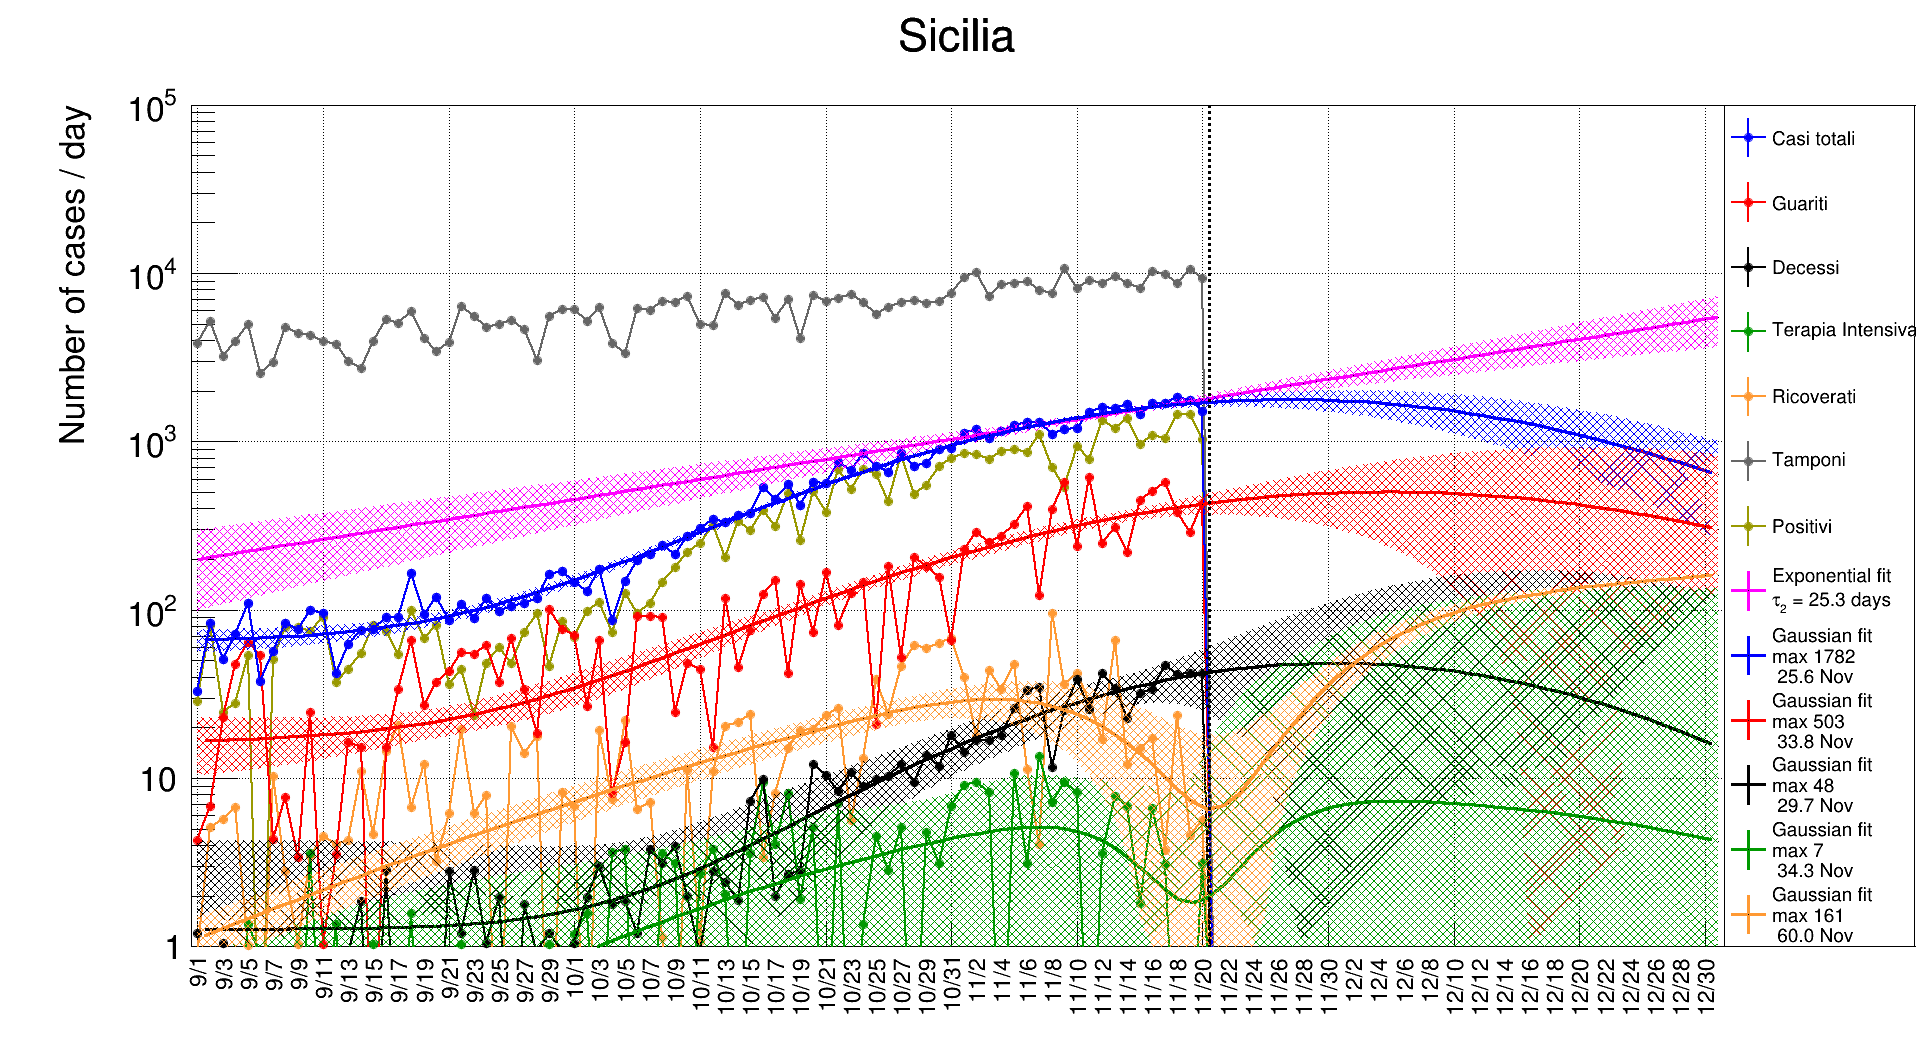 Sicilia
Number of cases / day
10^5
10^4
10^3
10^2
10
1
9/1 9/3 9/5 9/7 9/9 9/11 9/13 9/15 9/17 9/19 9/21 9/23 9/25 9/27 9/29 10/1 10/3 10/5 10/7 10/9 10/11 10/13 10/15 10/17 10/19 10/21 10/23 10/25 10/27 10/29 10/31 11/2 11/4 11/6 11/8 11/10 11/12 11/14 11/16 11/18 11/20 11/22 11/24 11/26 11/28 11/30 12/2 12/4 12/6 12/8 12/10 12/12 12/14 12/16 12/18 12/20 12/22 12/24 12/26 12/28 12/30
Casi totali
Guariti
Decessi
Terapia Intensiva
Ricoverati
Tamponi
Positivi
Exponential fit
τ₂ = 25.3 days
Gaussian fit
max 1782
25.6 Nov
Gaussian fit
max 503
33.8 Nov
Gaussian fit
max 48
29.7 Nov
Gaussian fit
max 7
34.3 Nov
Gaussian fit
max 161
60.0 Nov